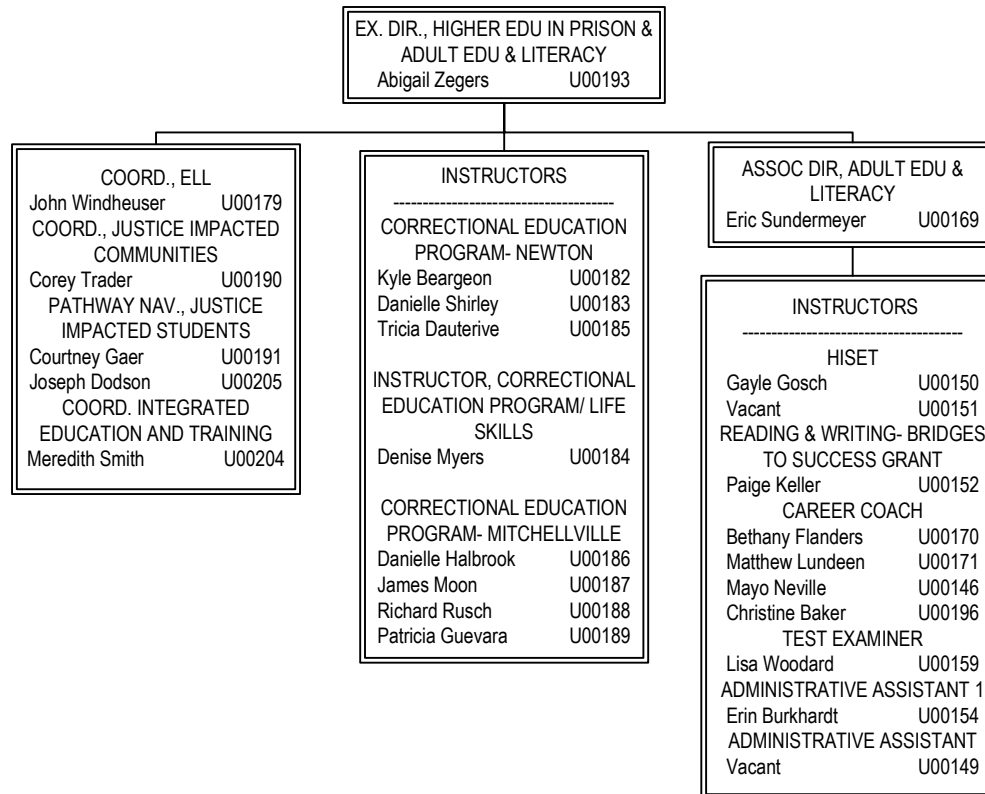 EX. DIR., HIGHER EDU IN PRISON &
ADULT EDU & LITERACY
Abigail Zegers U00193
COORD., ELL
John Windheuser U00179
COORD., JUSTICE IMPACTED
COMMUNITIES
Corey Trader U00190
PATHWAY NAV., JUSTICE
IMPACTED STUDENTS
Courtney Gaer U00191
Joseph Dodson U00205
COORD. INTEGRATED
EDUCATION AND TRAINING
Meredith Smith U00204
INSTRUCTORS
--------------------------------------
CORRECTIONAL EDUCATION
PROGRAM- NEWTON
Kyle Beargeon U00182
Danielle Shirley U00183
Tricia Dauterive U00185
INSTRUCTOR, CORRECTIONAL
EDUCATION PROGRAM/ LIFE
SKILLS
Denise Myers U00184
CORRECTIONAL EDUCATION
PROGRAM- MITCHELLVILLE
Danielle Halbrook U00186
James Moon U00187
Richard Rusch U00188
Patricia Guevara U00189
ASSOC DIR, ADULT EDU &
LITERACY
Eric Sundermeyer U00169
INSTRUCTORS
--------------------------------------
HISET
Gayle Gosch U00150
Vacant U00151
READING & WRITING- BRIDGES
TO SUCCESS GRANT
Paige Keller U00152
CAREER COACH
Bethany Flanders U00170
Matthew Lundeen U00171
Mayo Neville U00146
Christine Baker U00196
TEST EXAMINER
Lisa Woodard U00159
ADMINISTRATIVE ASSISTANT 1
Erin Burkhardt U00154
ADMINISTRATIVE ASSISTANT
Vacant U00149